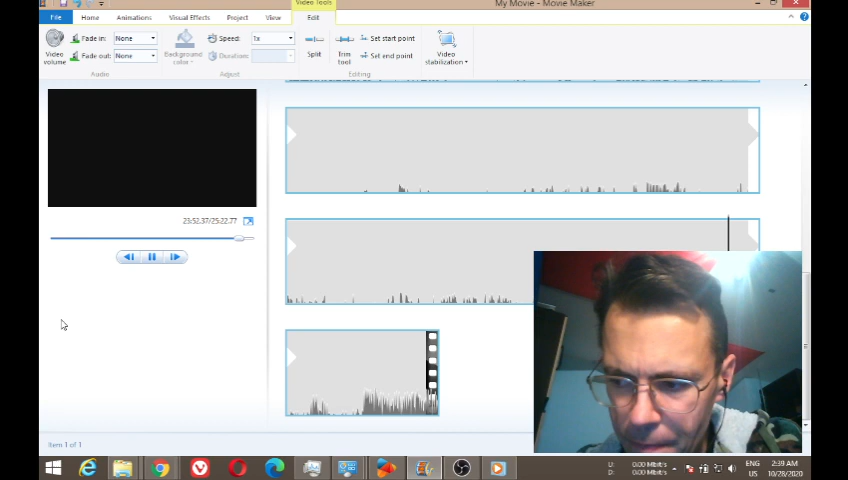 Video Tools
My Movie - Movie Maker
File Home Animations Visual Effects Project View Edit
Video volume
Fade in: None
Fade out: None
Audio
Background color
Speed: 1x
Duration:
Adjust
Split
Trim tool
Set start point
Set end point
Editing
Video stabilization
23:52.37/25:22.77
Item 1 of 1
U: 0.00 Mbit/s
D: 0.00 Mbit/s
ENG
US
2:39 AM
10/28/2020